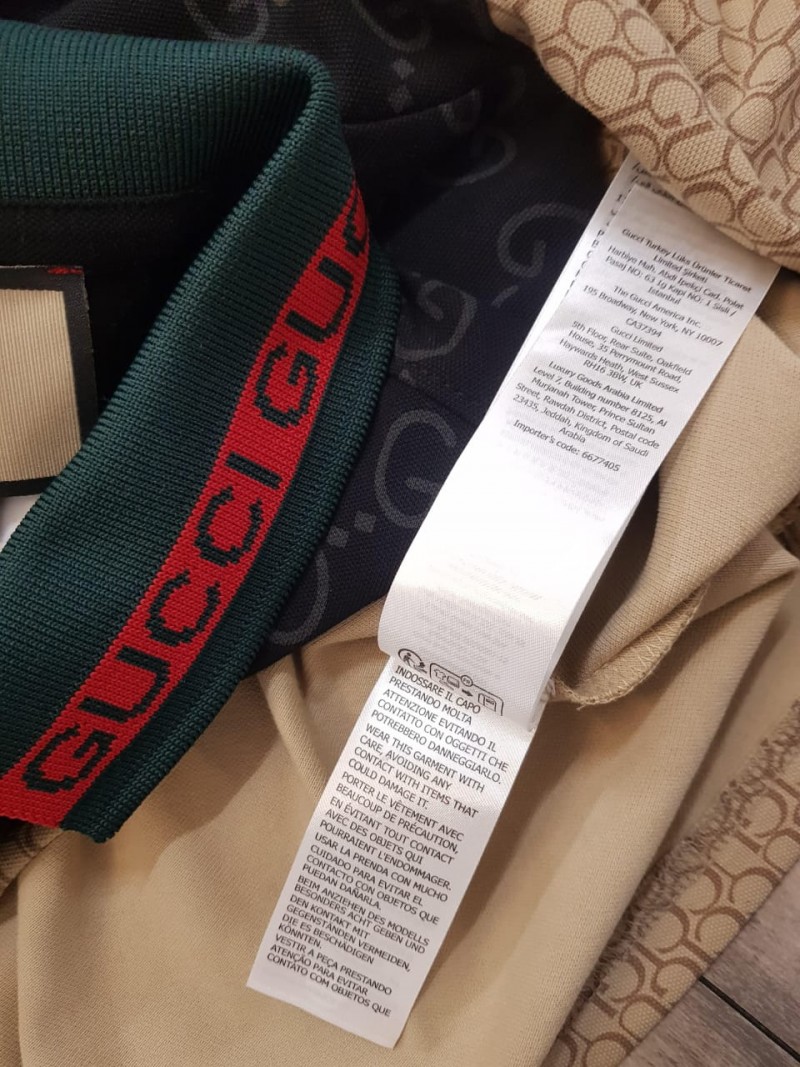 GUCCI GUC
Gucci Turkey Lüks Ürünler Ticaret
Limited Şirketi
Harbiye Mah, Abdi İpekçi Cad. Polat
Pasaj NO: 63 İg Kapi NO: 1 Sisli /
Istanbul
The Gucci America Inc.
195 Broadway, New York, NY 10007
CA37394
Gucci Limited
5th Floor, Rear Suite, Oakfield
House, 35 Perrymount Road,
Haywards Heath, West Sussex
RH16 3BW, UK
Luxury Goods Arabia Limited
Level 7, Building number 8125, Al
Murjanah Tower, Prince Sultan
Street, Rawdah District, Postal code
23435, Jeddah, Kingdom of Saudi
Arabia
Importer's code: 6677405
INDOSSARE IL CAPO
PRESTANDO MOLTA
ATTENZIONE EVITANDO IL
CONTATTO CON OGGETTI CHE
POTREBBERO DANNEGGIARLO.
WEAR THIS GARMENT WITH
CARE, AVOIDING ANY
CONTACT WITH ITEMS THAT
COULD DAMAGE IT.
PORTER LE VÊTEMENT AVEC
BEAUCOUP DE PRÉCAUTION,
EN ÉVITANT TOUT CONTACT
AVEC DES OBJETS QUI
POURRAIENT L'ENDOMMAGER.
USAR LA PRENDA CON MUCHO
CUIDADO PARA EVITAR EL
CONTACTO CON OBJETOS QUE
PUEDAN DAÑARLA.
BEIM ANZIEHEN DES MODELLS
BESONDERS ACHT GEBEN UND
DEN KONTAKT MIT
GEGENSTÄNDEN VERMEIDEN,
DIE ES BESCHÄDIGEN
KÖNNTEN.
VESTIR A PEÇA PRESTANDO
ATENÇÃO PARA EVITAR
CONTATO COM OBJETOS QUE